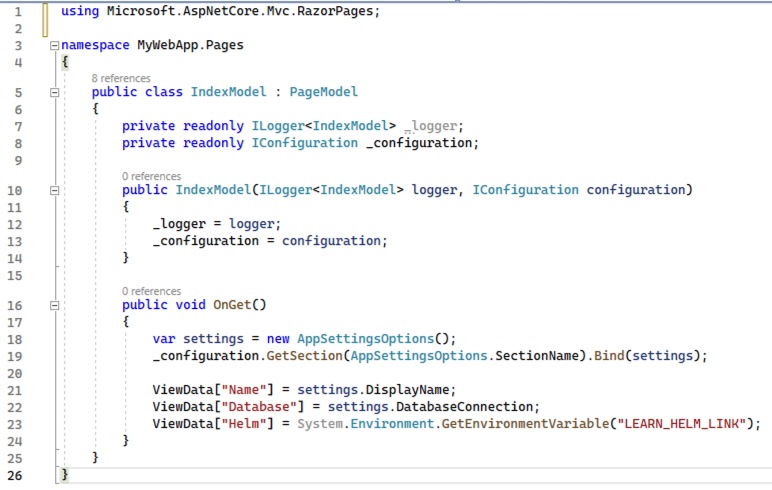 1 using Microsoft.AspNetCore.Mvc.RazorPages;
2
3 namespace MyWebApp.Pages
4 {
8 references
5 public class IndexModel : PageModel
6 {
7 private readonly ILogger<IndexModel> _logger;
8 private readonly IConfiguration _configuration;
9
0 references
10 public IndexModel(ILogger<IndexModel> logger, IConfiguration configuration)
11 {
12 _logger = logger;
13 _configuration = configuration;
14 }
15
0 references
16 public void OnGet()
17 {
18 var settings = new AppSettingsOptions();
19 _configuration.GetSection(AppSettingsOptions.SectionName).Bind(settings);
20
21 ViewData["Name"] = settings.DisplayName;
22 ViewData["Database"] = settings.DatabaseConnection;
23 ViewData["Helm"] = System.Environment.GetEnvironmentVariable("LEARN_HELM_LINK");
24 }
25 }
26 }